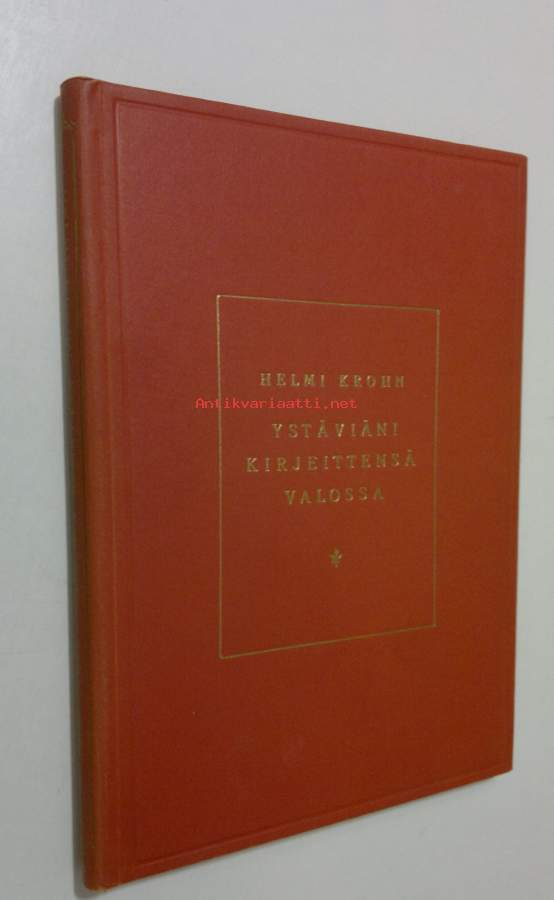 HELMI KROHN
Antikvariaatti.net
YSTÄVIÄNI
KIRJEITTENSÄ
VALOSSA